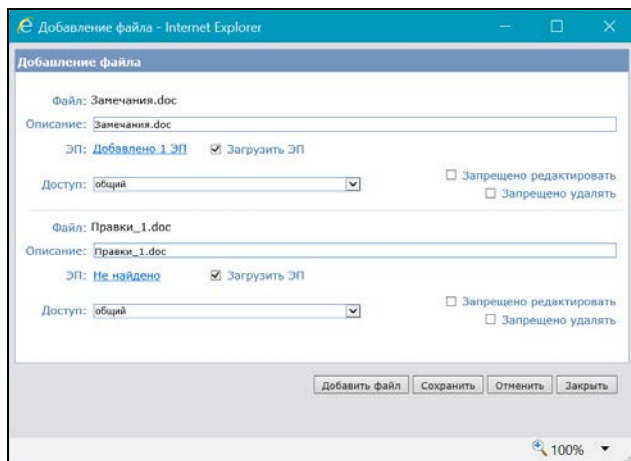 Добавление файла - Internet Explorer
Добавление файла
Файл: Замечания.doc
Описание: Замечания.doc
ЭП: Добавлено 1 ЭП Загрузить ЭП
Доступ: общий Запрещено редактировать
Запрещено удалять
Файл: Правки_1.doc
Описание: Правки_1.doc
ЭП: Не найдено Загрузить ЭП
Доступ: общий Запрещено редактировать
Запрещено удалять
Добавить файл Сохранить Отменить Закрыть
100%